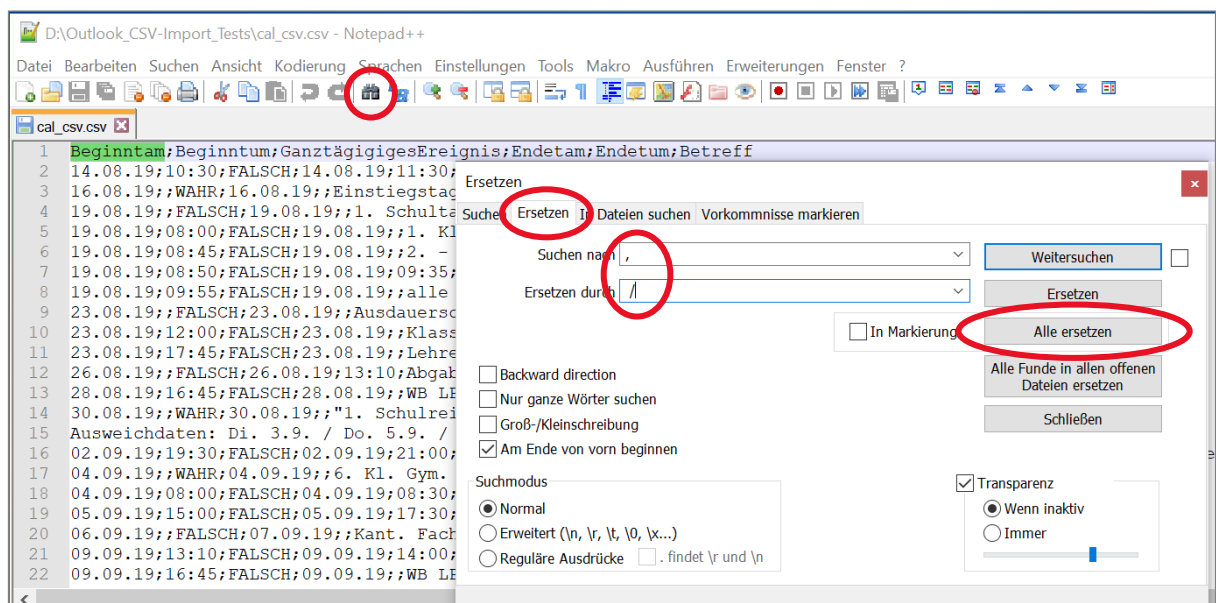 D:\Outlook_CSV-Import_Tests\cal_csv.csv - Notepad++
Datei Bearbeiten Suchen Ansicht Kodierung Sprachen Einstellungen Tools Makro Ausführen Erweiterungen Fenster ?
cal_csv.csv
1 Beginntam;Beginntum;GanztägigigesEreignis;Endetam;Endetum;Betreff
2 14.08.19;10:30;FALSCH;14.08.19;11:30;
3 16.08.19;;WAHR;16.08.19;;Einstiegstag
4 19.08.19;;FALSCH;19.08.19;;1. Schulta
5 19.08.19;08:00;FALSCH;19.08.19;;1. Kl
6 19.08.19;08:45;FALSCH;19.08.19;;2. -
7 19.08.19;08:50;FALSCH;19.08.19;09:35;
8 19.08.19;09:55;FALSCH;19.08.19;;alle
9 23.08.19;;FALSCH;23.08.19;;Ausdauersc
10 23.08.19;12:00;FALSCH;23.08.19;;Klass
11 23.08.19;17:45;FALSCH;23.08.19;;Lehre
12 26.08.19;;FALSCH;26.08.19;13:10;Abgab
13 28.08.19;16:45;FALSCH;28.08.19;;WB LE
14 30.08.19;;WAHR;30.08.19;;"1. Schulrei
15 Ausweichdaten: Di. 3.9. / Do. 5.9. /
16 02.09.19;19:30;FALSCH;02.09.19;21:00;
17 04.09.19;;WAHR;04.09.19;;6. Kl. Gym.
18 04.09.19;08:00;FALSCH;04.09.19;08:30;
19 05.09.19;15:00;FALSCH;05.09.19;17:30;
20 06.09.19;;FALSCH;07.09.19;;Kant. Fach
21 09.09.19;13:10;FALSCH;09.09.19;14:00;
22 09.09.19;16:45;FALSCH;09.09.19;;WB LE
Ersetzen
Suchen Ersetzen In Dateien suchen Vorkommnisse markieren
Suchen nach , Weitersuchen
Ersetzen durch / Ersetzen
In Markierung Alle ersetzen
Alle Funde in allen offenen
Dateien ersetzen
Schließen
Backward direction
Nur ganze Wörter suchen
Groß-/Kleinschreibung
Am Ende von vorn beginnen
Suchmodus
Normal
Erweitert (\n, \r, \t, \0, \x...)
Reguläre Ausdrücke . findet \r und \n
Transparenz
Wenn inaktiv
Immer